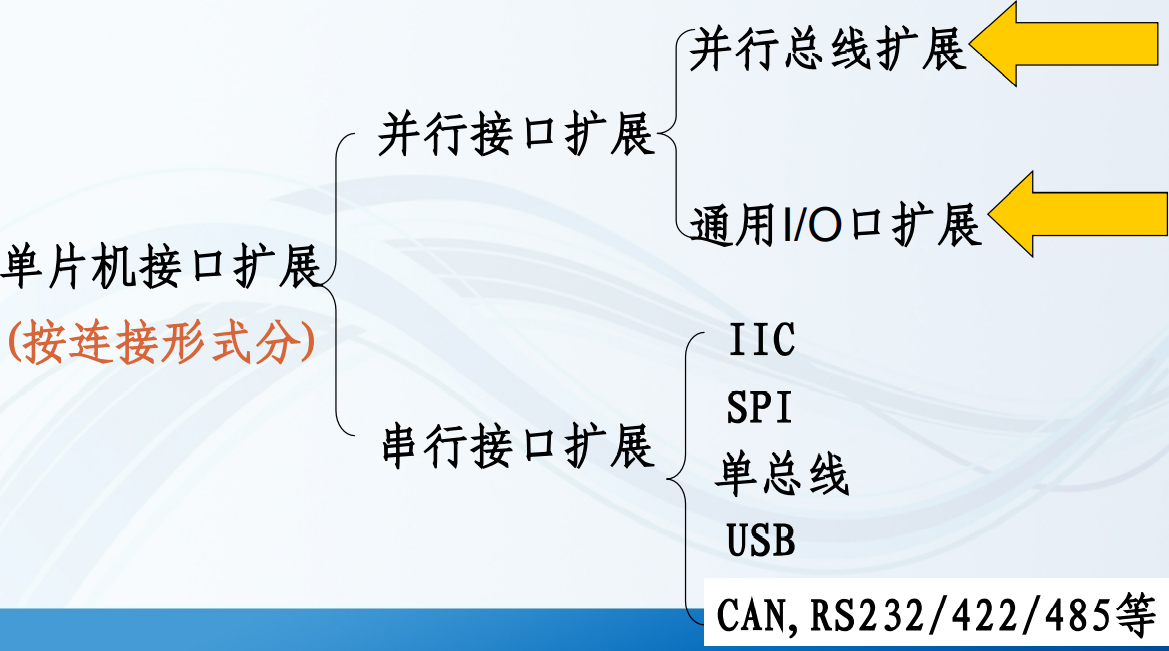 单片机接口扩展
(按连接形式分)
并行接口扩展
并行总线扩展
通用I/O口扩展
串行接口扩展
IIC
SPI
单总线
USB
CAN,RS232/422/485等